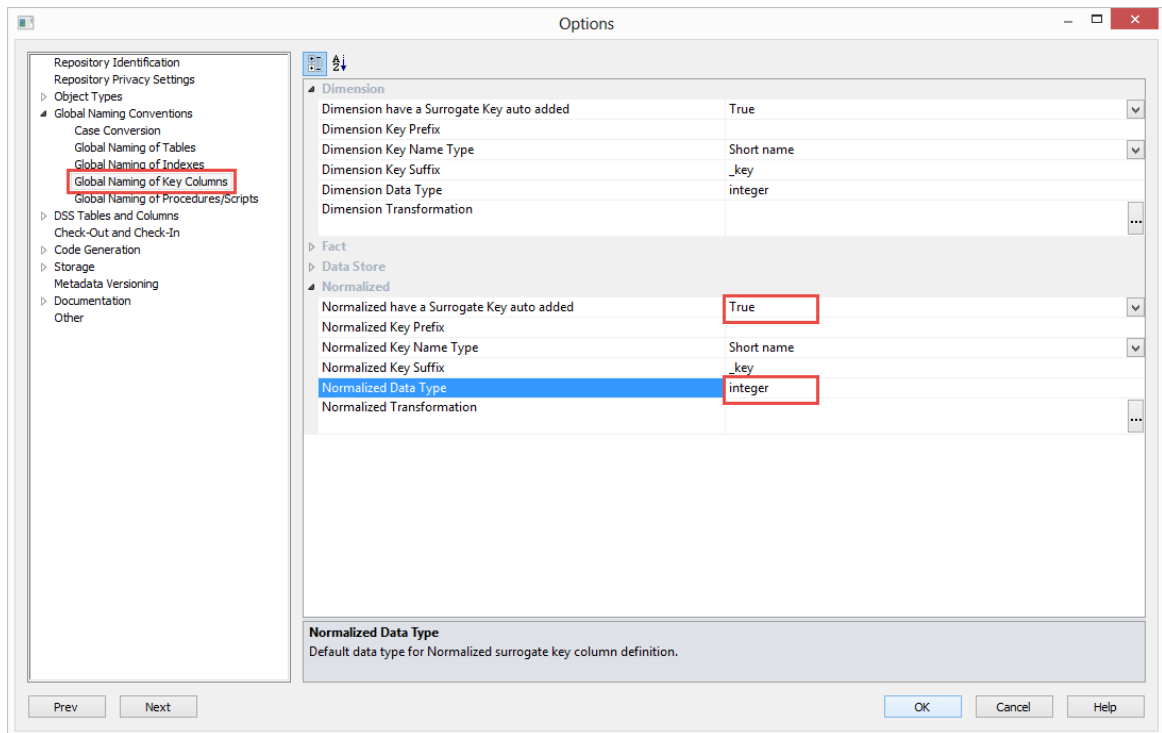 Options
Repository Identification
Repository Privacy Settings
Object Types
Global Naming Conventions
Case Conversion
Global Naming of Tables
Global Naming of Indexes
Global Naming of Key Columns
Global Naming of Procedures/Scripts
DSS Tables and Columns
Check-Out and Check-In
Code Generation
Storage
Metadata Versioning
Documentation
Other
Dimension
Dimension have a Surrogate Key auto added True
Dimension Key Prefix
Dimension Key Name Type Short name
Dimension Key Suffix _key
Dimension Data Type integer
Dimension Transformation
...
Fact
Data Store
Normalized
Normalized have a Surrogate Key auto added True
Normalized Key Prefix
Normalized Key Name Type Short name
Normalized Key Suffix _key
Normalized Data Type integer
Normalized Transformation
...
Normalized Data Type
Default data type for Normalized surrogate key column definition.
Prev Next OK Cancel Help